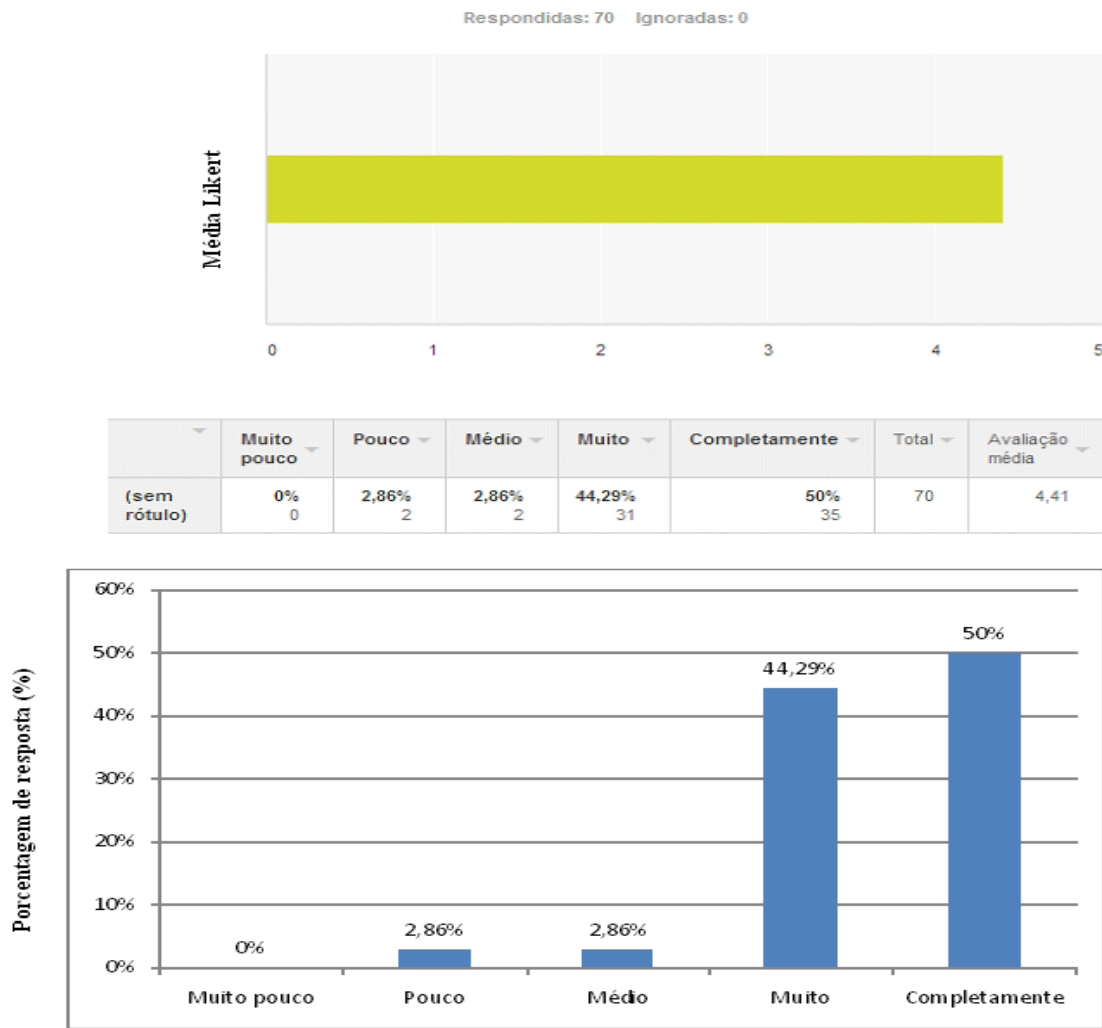 Respondidas: 70 Ignoradas: 0
Média Likert
0 1 2 3 4 5
Muito pouco Pouco Médio Muito Completamente Total Avaliação média
(sem rótulo) 0% 2,86% 2,86% 44,29% 50% 70 4,41
0 2 2 31 35
Porcentagem de resposta (%)
60%
50%
40%
30%
20%
10%
0%
0%
2,86%
2,86%
44,29%
50%
Muito pouco Pouco Médio Muito Completamente